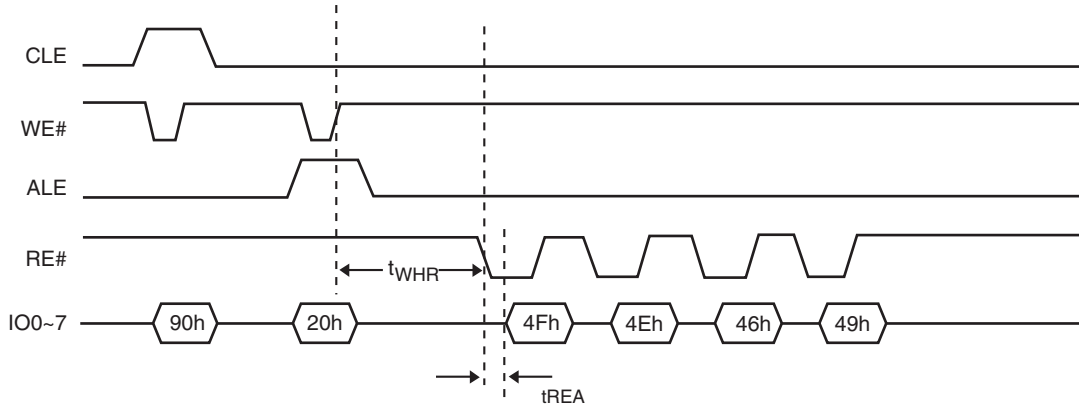 CLE
WE#
ALE
RE#
tWHR
IO0~7 90h 20h 4Fh 4Eh 46h 49h
tREA